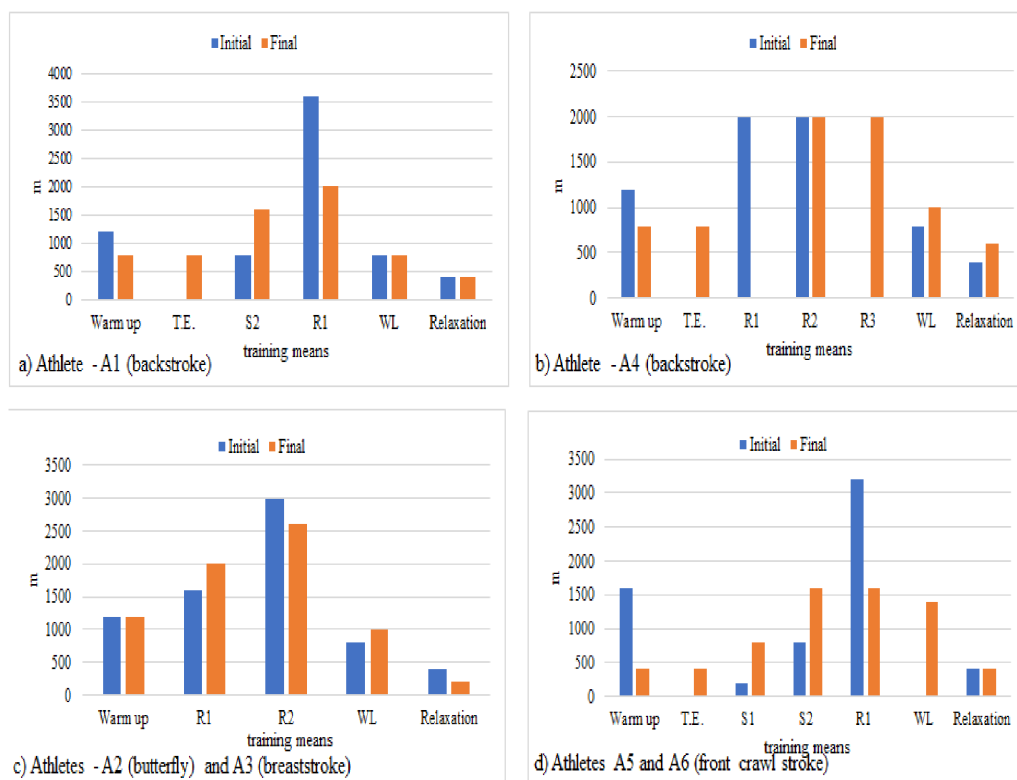 Initial Final
4000
3500
3000
2500
2000
1500
1000
500
0
m
Warm up T.E. S2 R1 WL Relaxation
training means
a) Athlete - A1 (backstroke)
Initial Final
2500
2000
1500
1000
500
0
m
Warm up T.E. R1 R2 R3 WL Relaxation
training means
b) Athlete - A4 (backstroke)
Initial Final
3500
3000
2500
2000
1500
1000
500
0
m
Warm up R1 R2 WL Relaxation
training means
c) Athletes - A2 (butterfly) and A3 (breaststroke)
Initial Final
3500
3000
2500
2000
1500
1000
500
0
m
Warm up T.E. S1 S2 R1 WL Relaxation
training means
d) Athletes A5 and A6 (front crawl stroke)